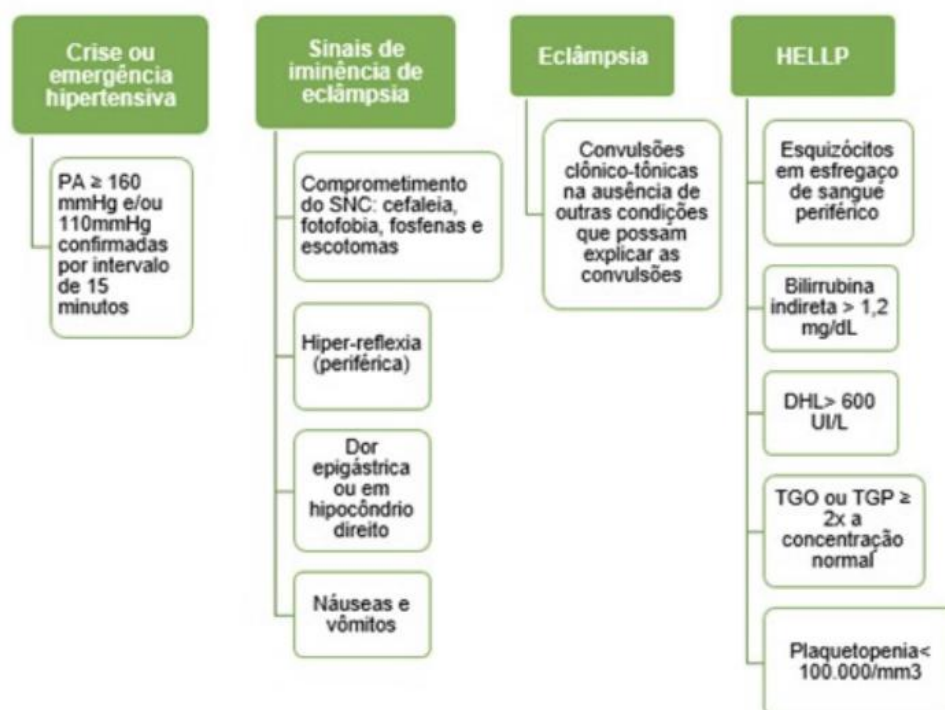 Crise ou
emergência
hipertensiva
PA ≥ 160
mmHg e/ou
110mmHg
confirmadas
por intervalo
de 15
minutos
Sinais de
iminência de
eclâmpsia
Comprometimento
do SNC: cefaleia,
fotofobia, fosfenas e
escotomas
Hiper-reflexia
(periférica)
Dor
epigástrica
ou em
hipocôndrio
direito
Náuseas e
vômitos
Eclâmpsia
Convulsões
clônico-tônicas
na ausência de
outras condições
que possam
explicar as
convulsões
HELLP
Esquizócitos
em esfregaço
de sangue
periférico
Bilirrubina
indireta > 1,2
mg/dL
DHL> 600
UI/L
TGO ou TGP ≥
2x a
concentração
normal
Plaquetopenia<
100.000/mm3